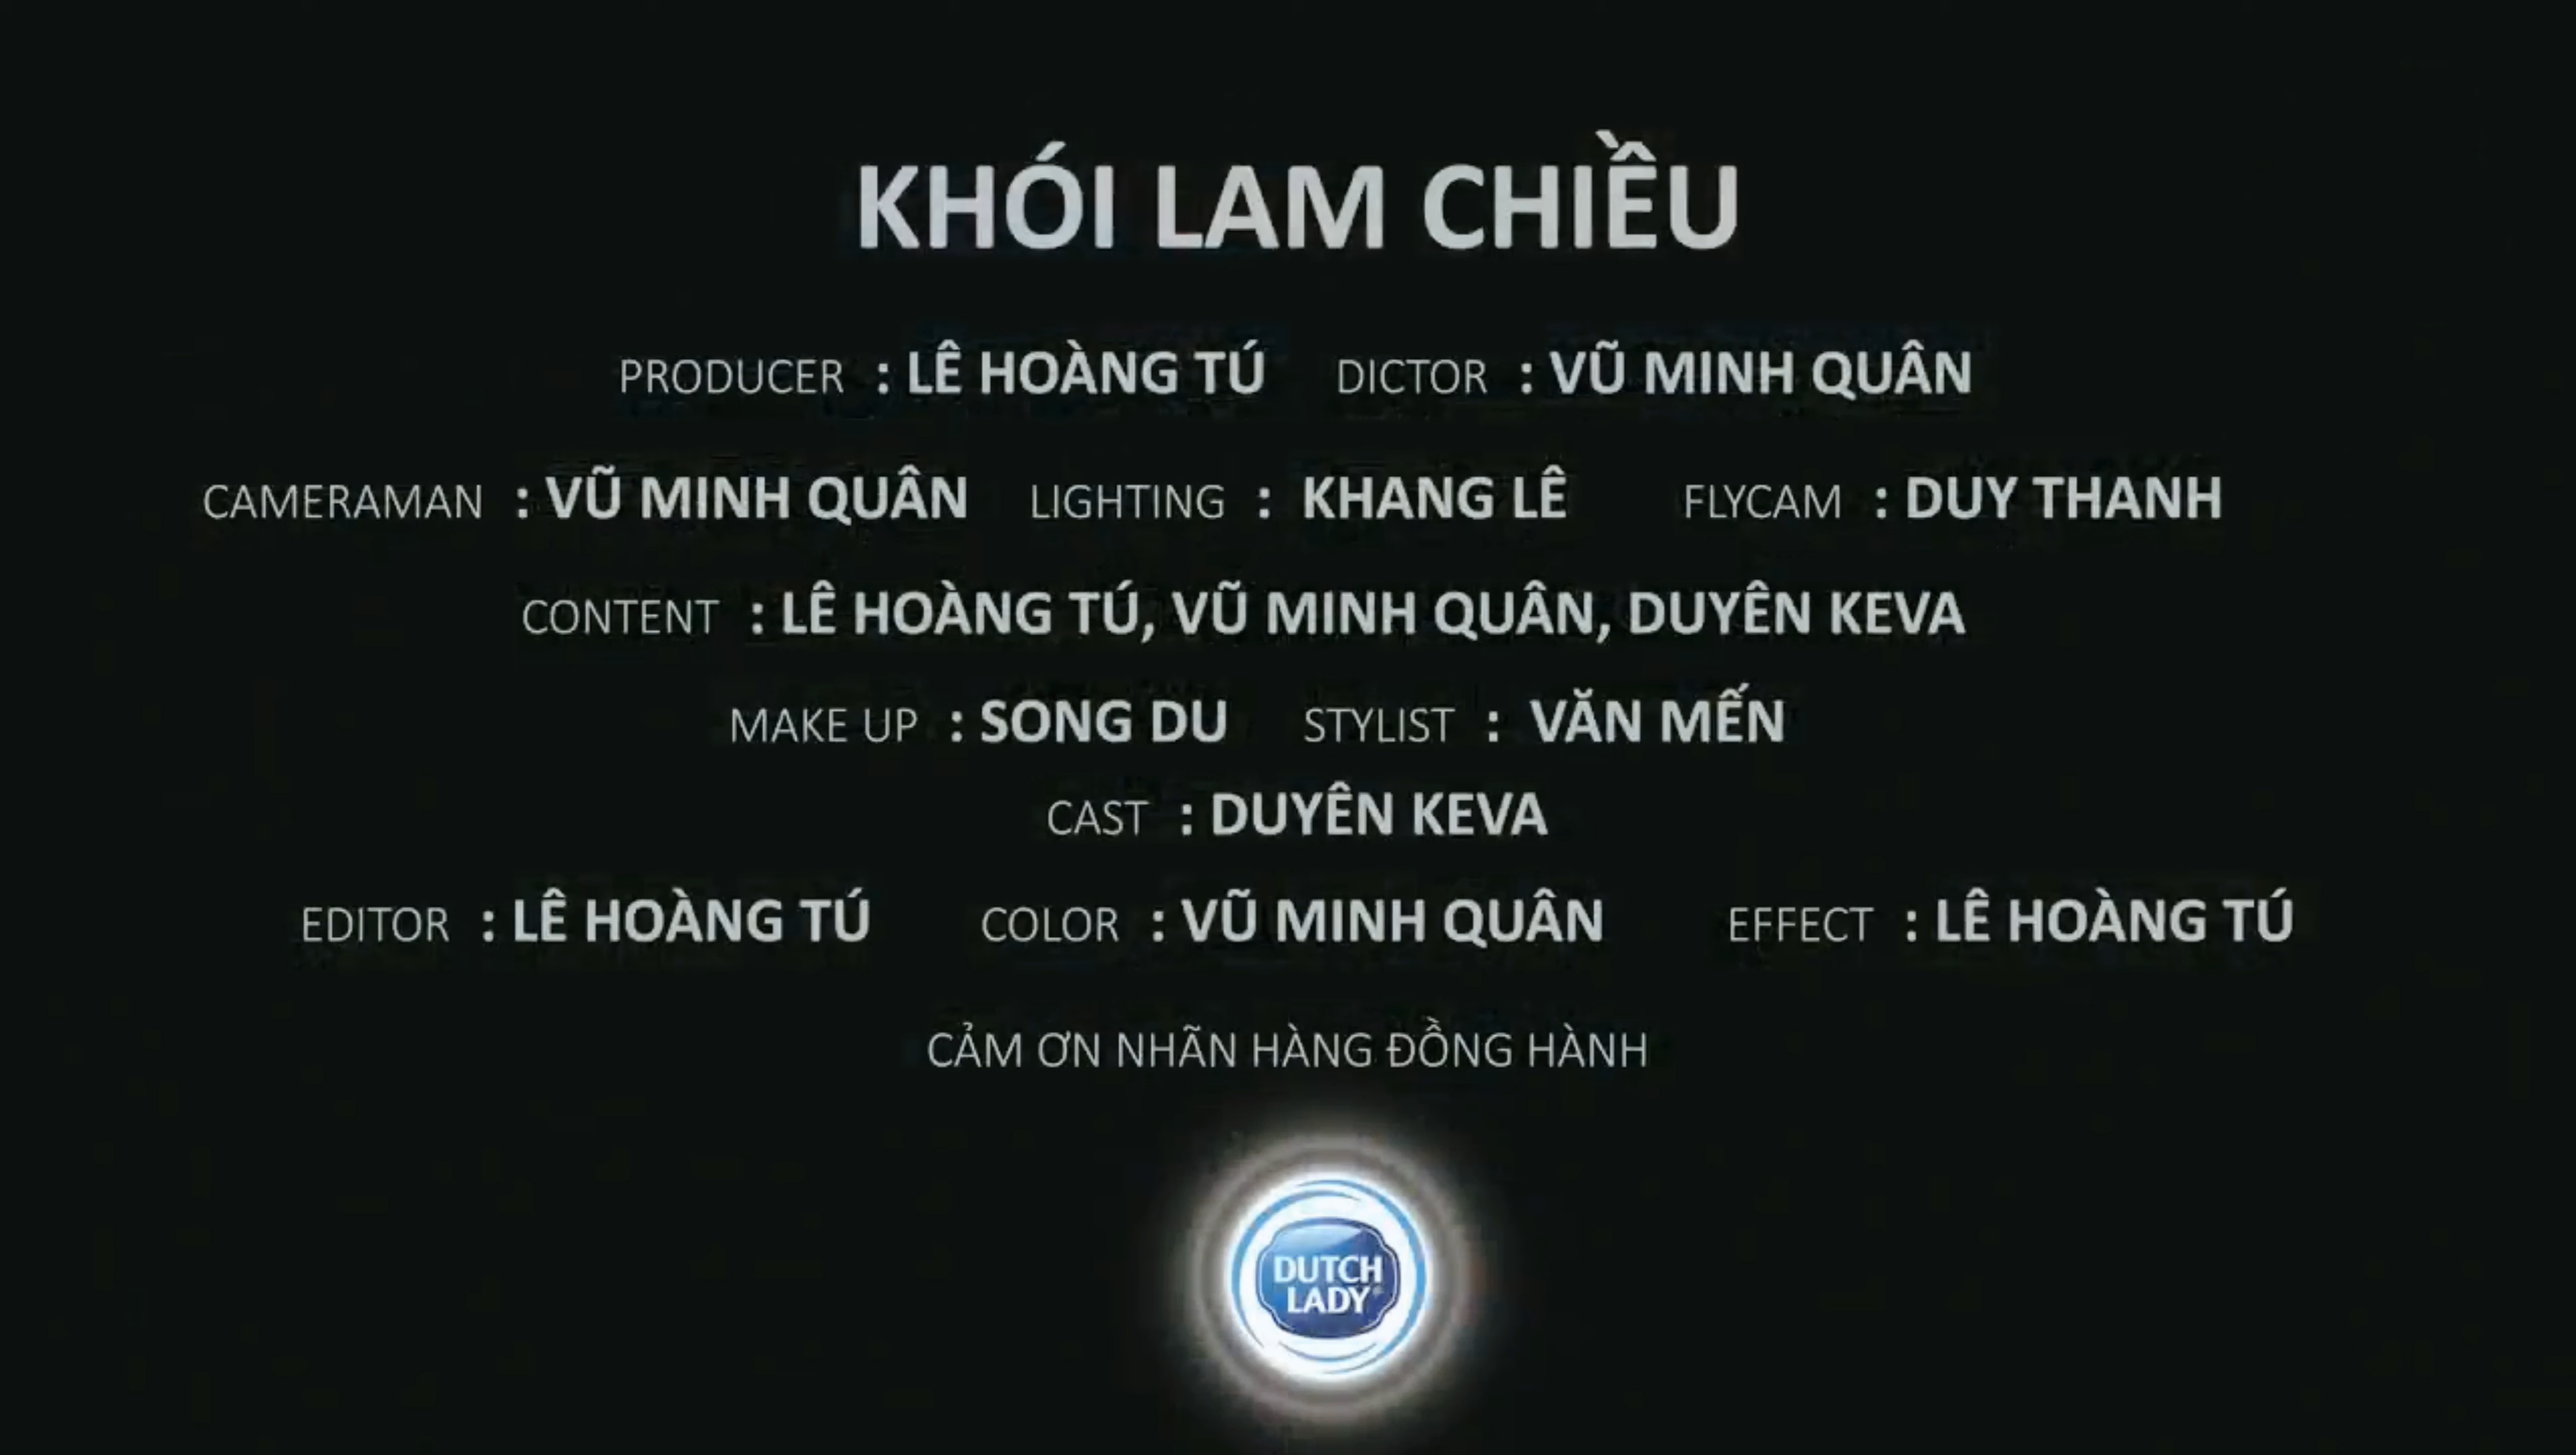 KHÓI LAM CHIỀU
PRODUCER : LÊ HOÀNG TÚ DICTOR : VŨ MINH QUÂN
CAMERAMAN : VŨ MINH QUÂN LIGHTING : KHANG LÊ FLYCAM : DUY THANH
CONTENT : LÊ HOÀNG TÚ, VŨ MINH QUÂN, DUYÊN KEVA
MAKE UP : SONG DU STYLIST : VĂN MẾN
CAST : DUYÊN KEVA
EDITOR : LÊ HOÀNG TÚ COLOR : VŨ MINH QUÂN EFFECT : LÊ HOÀNG TÚ
CẢM ƠN NHÃN HÀNG ĐỒNG HÀNH
DUTCH
LADY